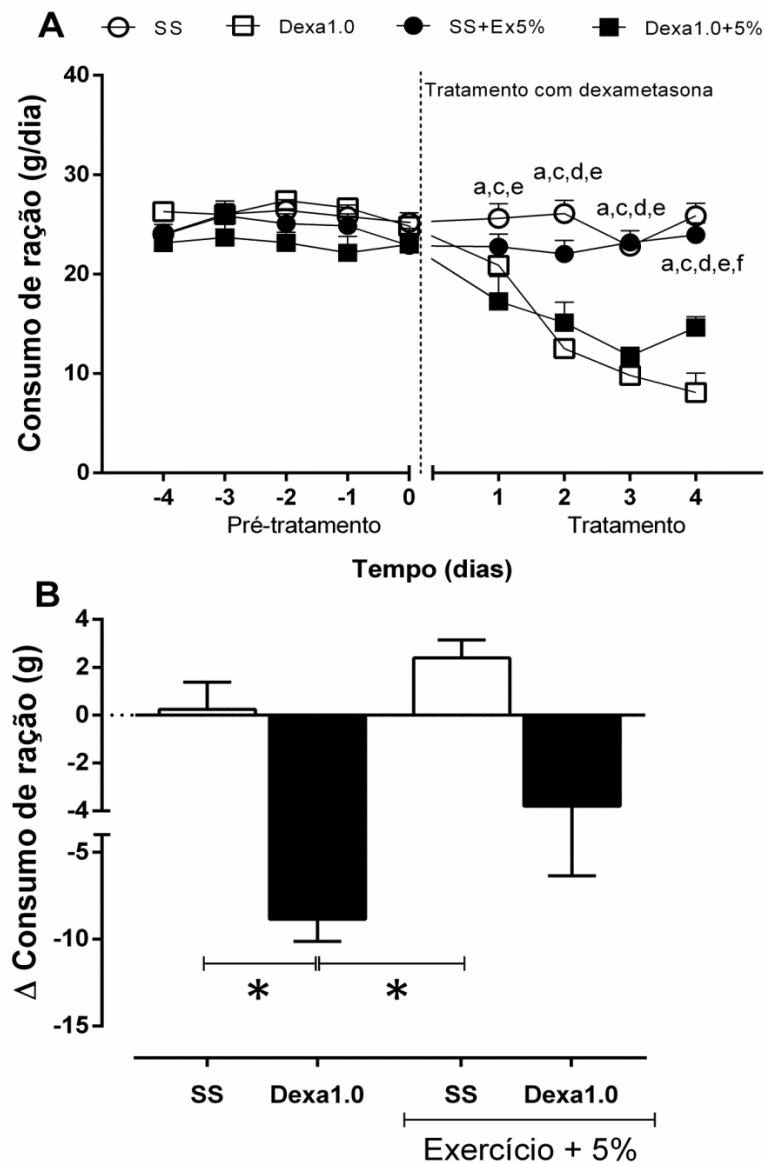 A SS Dexa1.0 SS+Ex5% Dexa1.0+5%
Tratamento com dexametasona
Consumo de ração (g/dia)
40
30
20
10
0
a,c,e
a,c,d,e
a,c,d,e
a,c,d,e,f
-4 -3 -2 -1 0 1 2 3 4
Pré-tratamento Tratamento
Tempo (dias)
B
Δ Consumo de ração (g)
4
2
0
-2
-4
-5
-10
-15
* *
SS Dexa1.0 SS Dexa1.0
Exercício + 5%